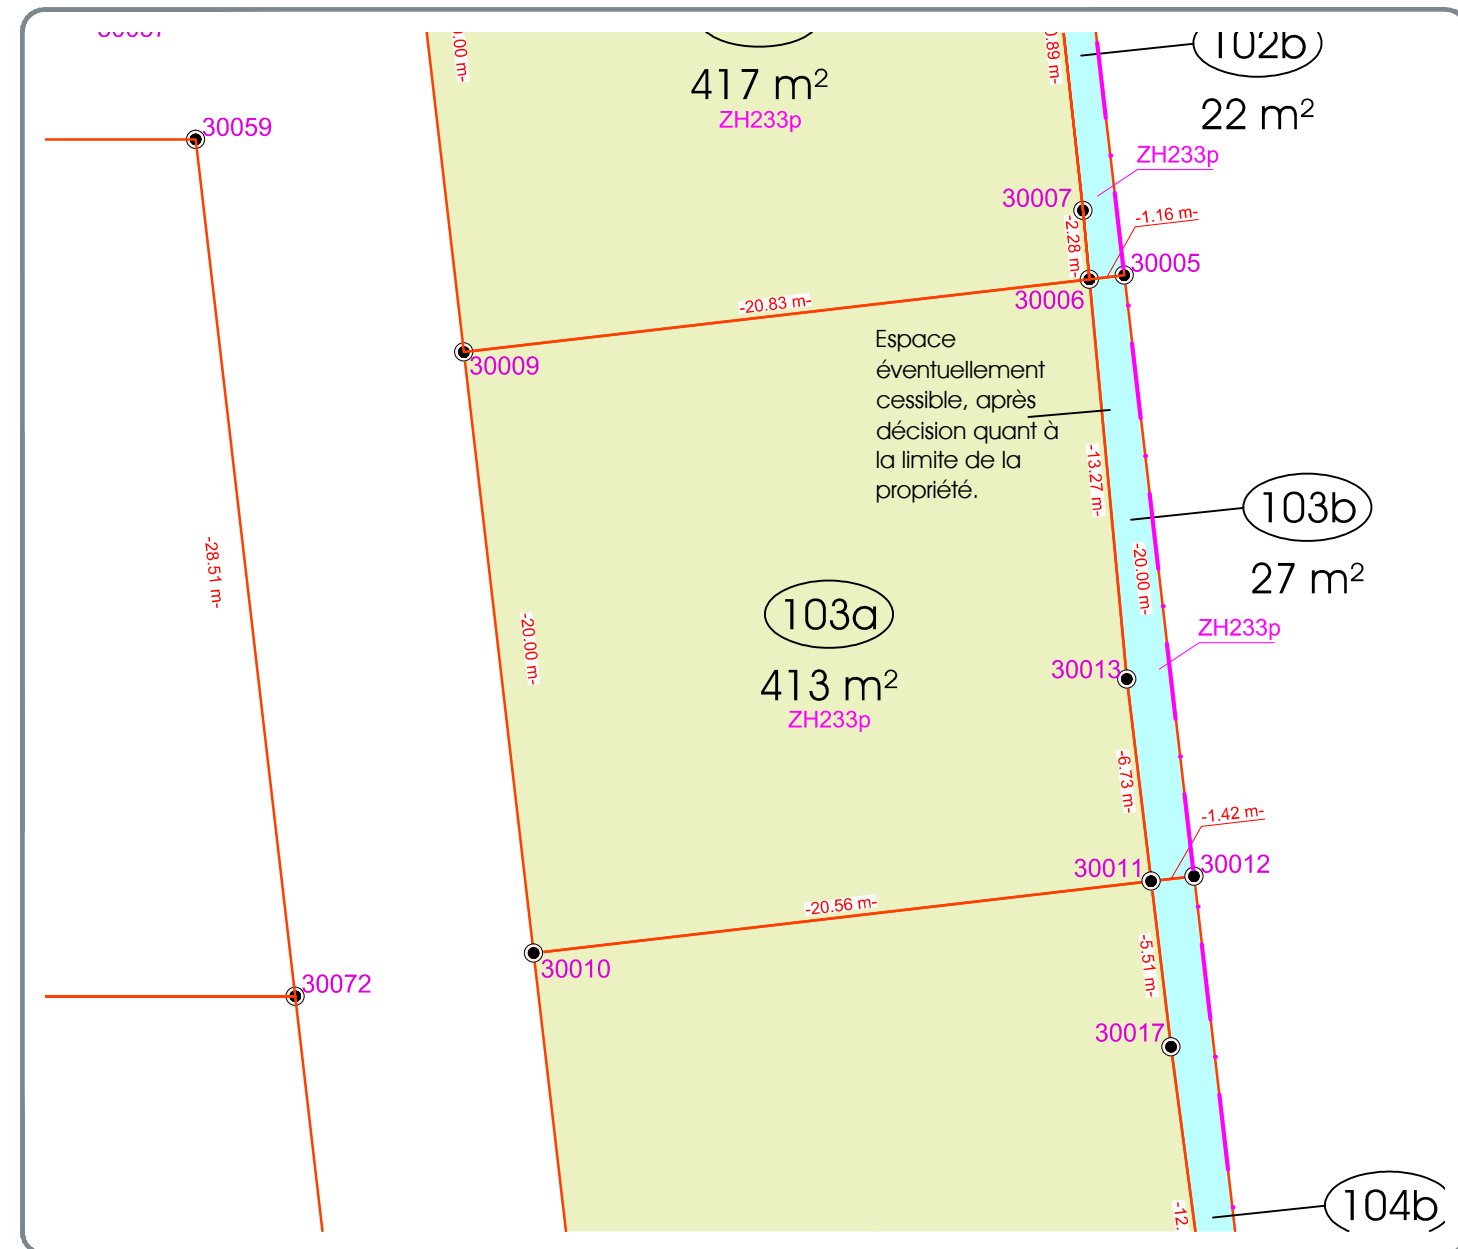 102b
417 m²
ZH233p
22 m²
30059
ZH233p
30007
-1.16 m-
-2.28 m-
30005
30006
-20.83 m-
30009
Espace
éventuellement
cessible, après
décision quant à
la limite de la
propriété.
-13.27 m-
103b
27 m²
-28.51 m-
-20.00 m-
-20.00 m-
103a
413 m²
ZH233p
ZH233p
30013
-6.73 m-
-1.42 m-
30011
30012
-20.56 m-
30010
-5.51 m-
30072
30017
-12.
104b